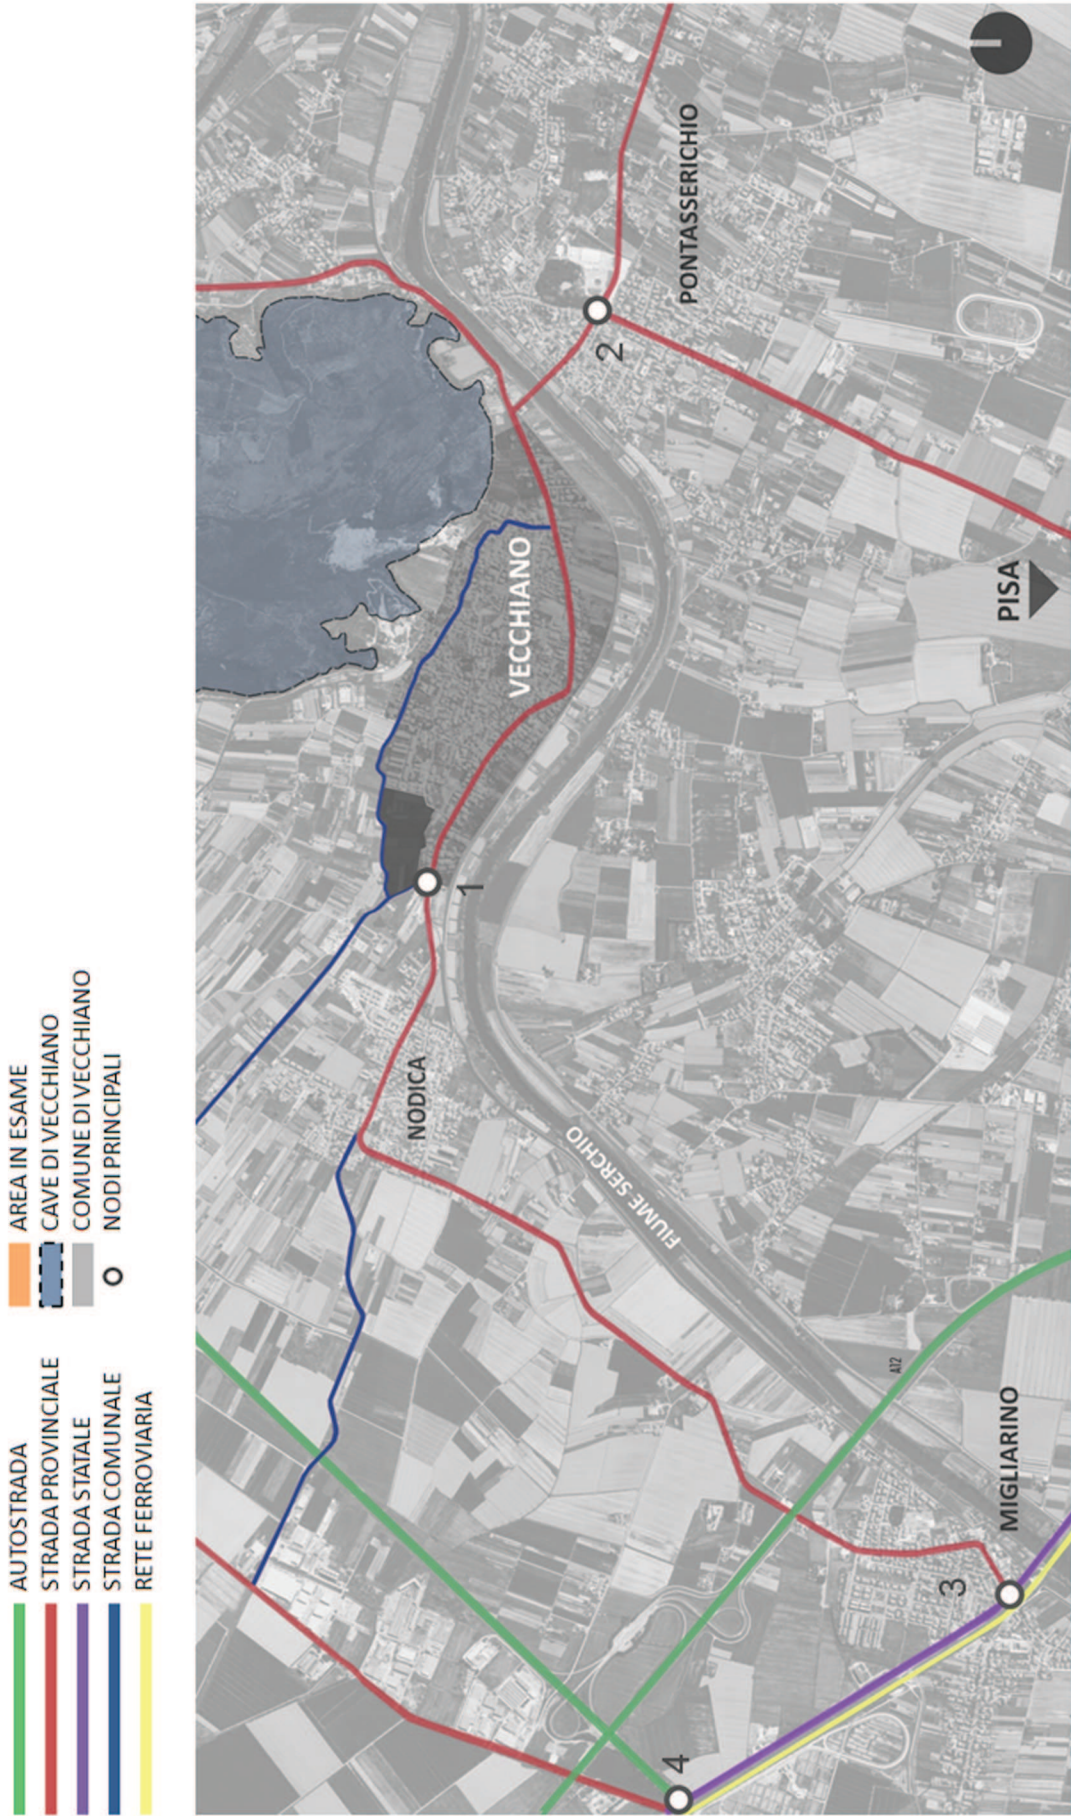 AUTOSTRADA
STRADA PROVINCIALE
STRADA STATALE
STRADA COMUNALE
RETE FERROVIARIA
AREA IN ESAME
CAVE DI VECCHIANO
COMUNE DI VECCHIANO
NODI PRINCIPALI
4
3
MIGLIARINO
A12
FIUME SERCHIO
NODICA
1
VECCHIANO
PISA
2
PONTASSERICHIO